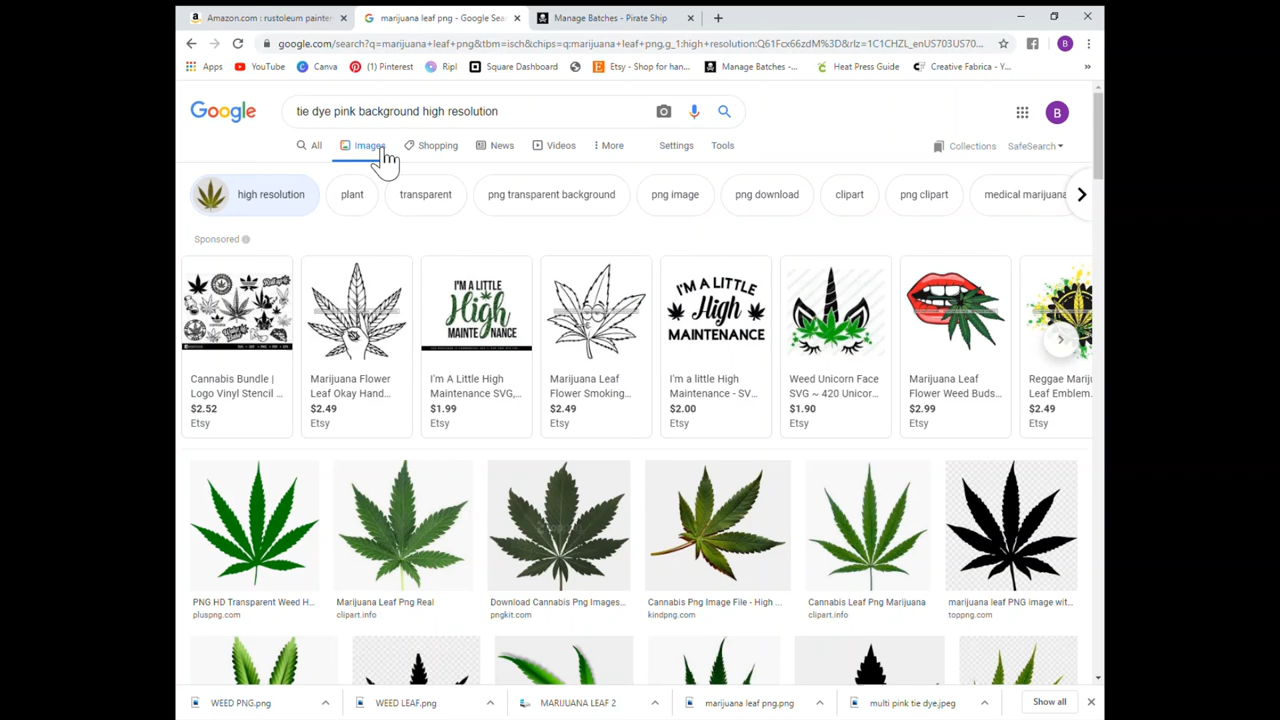 Amazon.com : rustoleum painter
marijuana leaf png - Google Sea
Manage Batches - Pirate Ship
google.com/search?q=marijuana+leaf+png&tbm=isch&chips=q:marijuana+leaf+png,g_1:high+resolution:Q61Fcx66zdM%3D&rlz=1C1CHZL_enUS703US70...
B
Apps
YouTube
Canva
(1) Pinterest
Ripl
Square Dashboard
Etsy - Shop for han...
Manage Batches -...
Heat Press Guide
Creative Fabrica - Y...
»
Google
tie dye pink background high resolution
B
All
Images
Shopping
News
Videos
More
Settings
Tools
Collections
SafeSearch
high resolution
plant
transparent
png transparent background
png image
png download
clipart
png clipart
medical marijuana
Sponsored
I'M A LITTLE
High
MAINTENANCE
I'M A LITTLE
High
MAINTENANCE
Cannabis Bundle |
Logo Vinyl Stencil ...
$2.52
Etsy
Marijuana Flower
Leaf Okay Hand...
$2.49
Etsy
I'm A Little High
Maintenance SVG,...
$1.99
Etsy
Marijuana Leaf
Flower Smoking...
$2.49
Etsy
I'm a little High
Maintenance - SV...
$2.00
Etsy
Weed Unicorn Face
SVG ~ 420 Unicor...
$1.90
Etsy
Marijuana Leaf
Flower Weed Buds...
$2.99
Etsy
Reggae Mariju
Leaf Emblem.
$2.49
Etsy
PNG HD Transparent Weed H...
pluspng.com
Marijuana Leaf Png Real
clipart.info
Download Cannabis Png Images...
pngkit.com
Cannabis Png Image File - High ...
kindpng.com
Cannabis Leaf Png Marijuana
clipart.info
marijuana leaf PNG image wit...
toppng.com
WEED PNG.png
WEED LEAF.png
MARIJUANA LEAF 2
marijuana leaf png.png
multi pink tie dye.jpeg
Show all